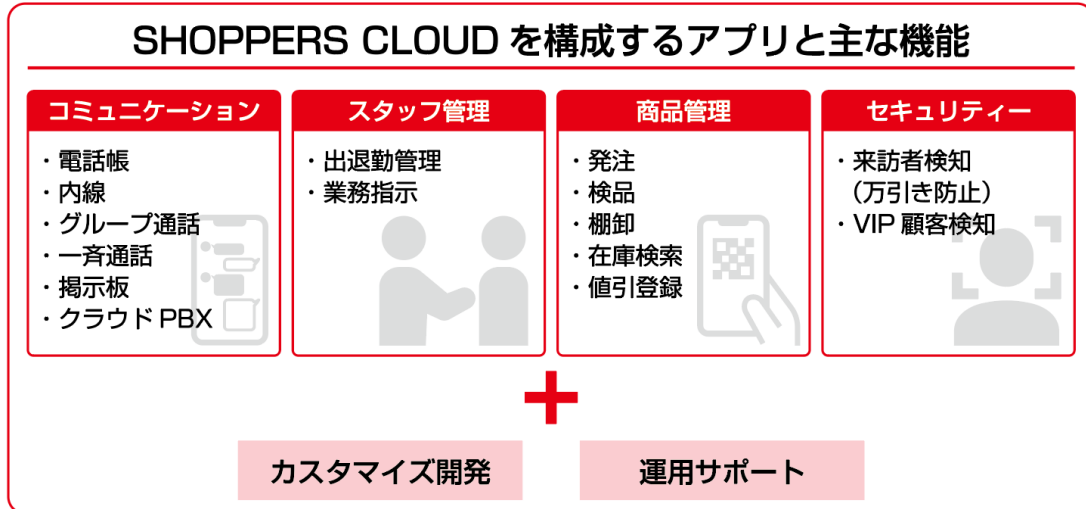 SHOPPERS CLOUD を構成するアプリと主な機能
コミュニケーション
・電話帳
・内線
・グループ通話
・一斉通話
・掲示板
・クラウド PBX
スタッフ管理
・出退勤管理
・業務指示
商品管理
・発注
・検品
・棚卸
・在庫検索
・値引登録
セキュリティー
・来訪者検知
（万引き防止）
・VIP 顧客検知
カスタマイズ開発
運用サポート